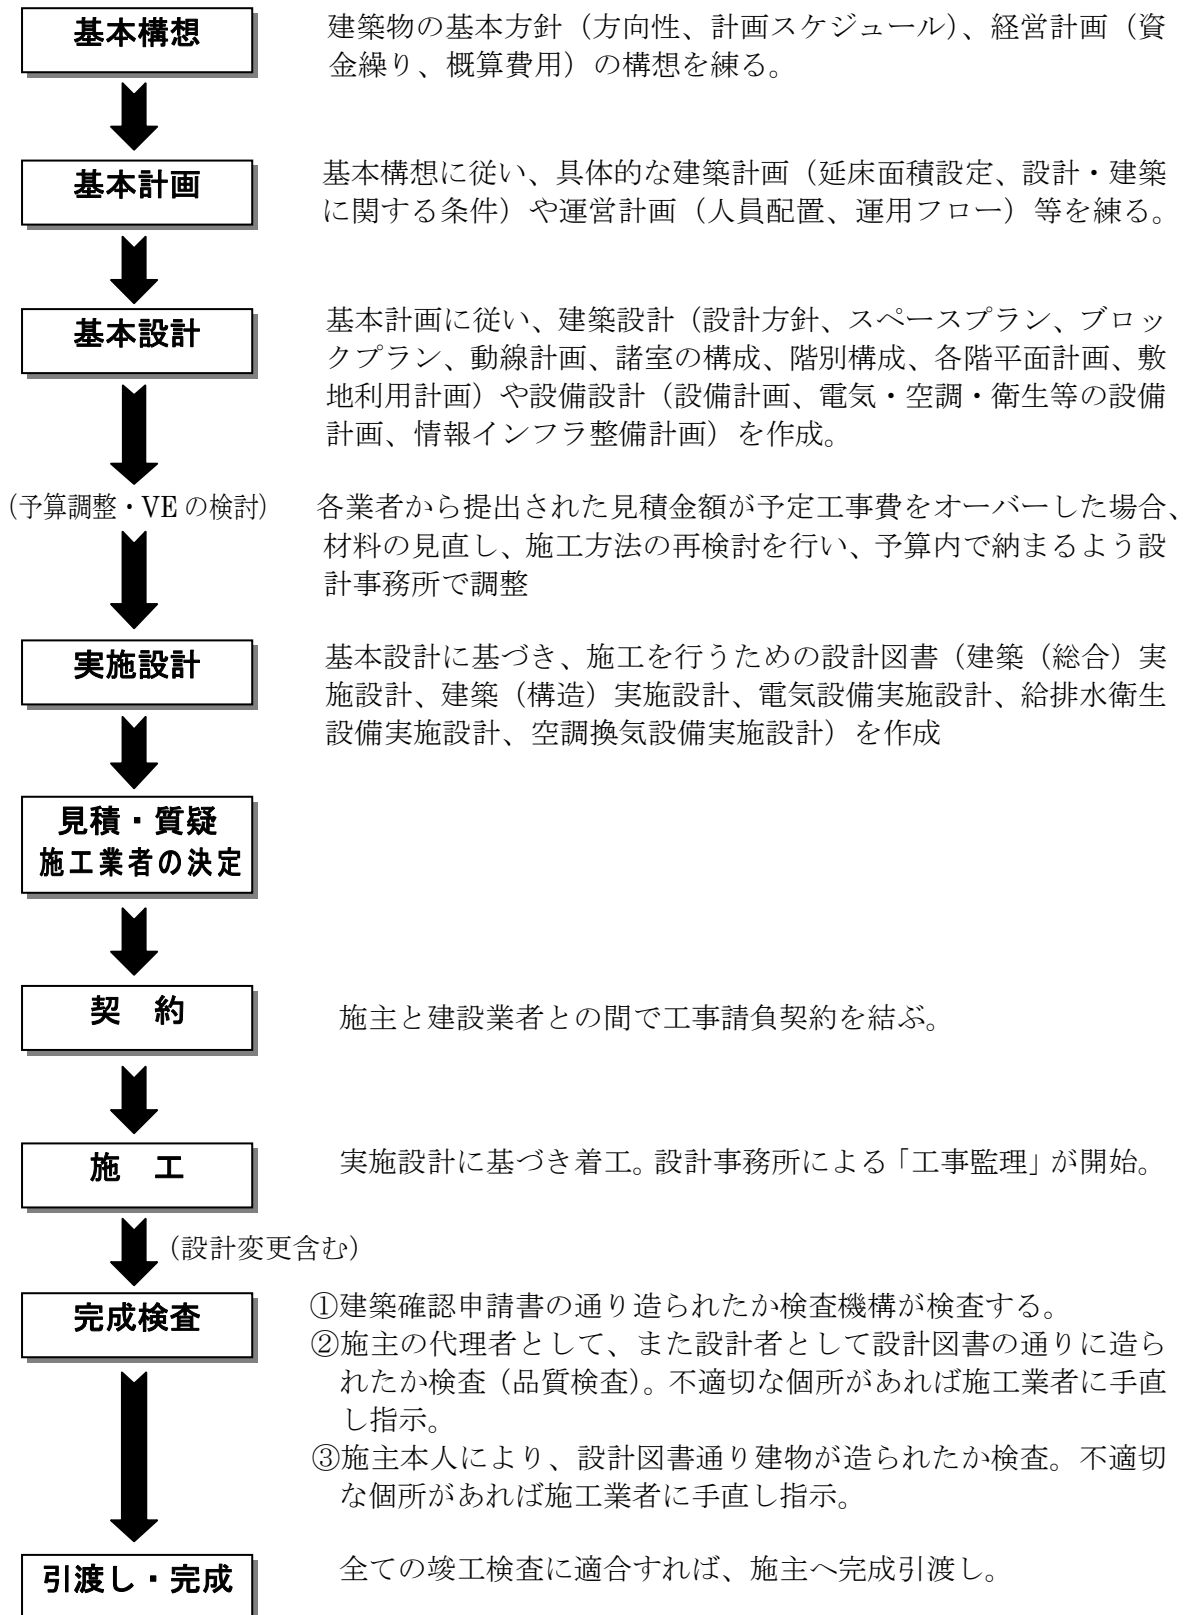 基本構想
建築物の基本方針（方向性、計画スケジュール）、経営計画（資
金繰り、概算費用）の構想を練る。
基本計画
基本構想に従い、具体的な建築計画（延床面積設定、設計・建築
に関する条件）や運営計画（人員配置、運用フロー）等を練る。
基本設計
基本計画に従い、建築設計（設計方針、スペースプラン、ブロッ
クプラン、動線計画、諸室の構成、階別構成、各階平面計画、敷
地利用計画）や設備設計（設備計画、電気・空調・衛生等の設備
計画、情報インフラ整備計画）を作成。
（予算調整・VE の検討）
各業者から提出された見積金額が予定工事費をオーバーした場合、
材料の見直し、施工方法の再検討を行い、予算内で納まるよう設
計事務所で調整
実施設計
基本設計に基づき、施工を行うための設計図書（建築（総合）実
施設計、建築（構造）実施設計、電気設備実施設計、給排水衛生
設備実施設計、空調換気設備実施設計）を作成
見積・質疑
施工業者の決定
契　約
施主と建設業者との間で工事請負契約を結ぶ。
施　工
実施設計に基づき着工。設計事務所による「工事監理」が開始。
（設計変更含む）
完成検査
①建築確認申請書の通り造られたか検査機構が検査する。
②施主の代理者として、また設計者として設計図書の通りに造ら
れたか検査（品質検査）。不適切な個所があれば施工業者に手直
し指示。
③施主本人により、設計図書通り建物が造られたか検査。不適切
な個所があれば施工業者に手直し指示。
引渡し・完成
全ての竣工検査に適合すれば、施主へ完成引渡し。